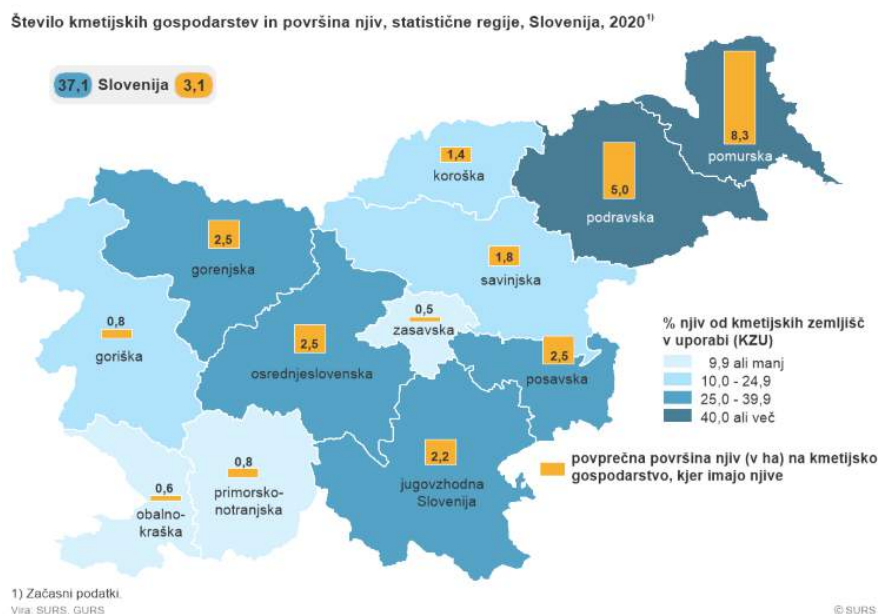 Število kmetijskih gospodarstev in površina njiv, statistične regije, Slovenija, 2020¹⁾
37,1 Slovenija 3,1
8,3
pomurska
1,4
koroška
5,0
podravska
2,5
gorenjska
1,8
savinjska
0,5
zasavska
0,8
goriška
2,5
osrednjeslovenska
2,5
posavska
% njiv od kmetijskih zemljišč
v uporabi (KZU)
9,9 ali manj
10,0 - 24,9
25,0 - 39,9
40,0 ali več
2,2
jugovzhodna
Slovenija
0,8
primorsko-
notranjska
0,6
obalno-
kraška
povprečna površina njiv (v ha) na kmetijsko
gospodarstvo, kjer imajo njive
1) Začasni podatki.
Vira: SURS, GURS
© SURS